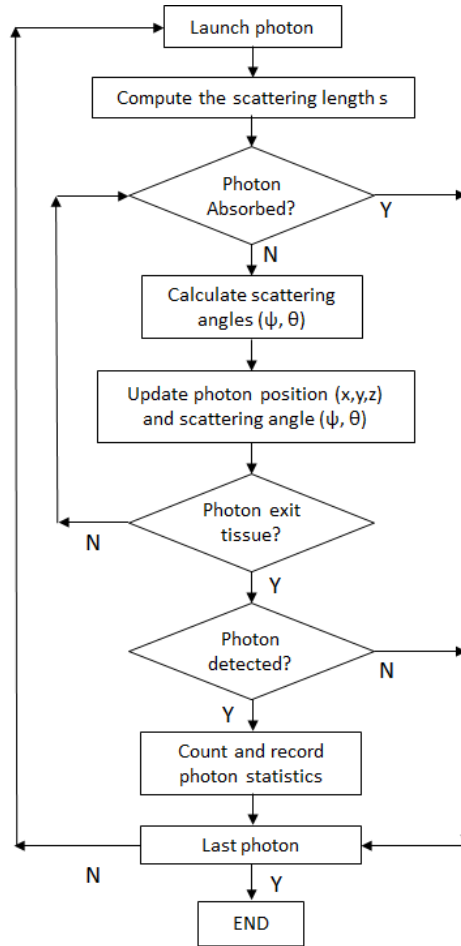 Launch photon
Compute the scattering length s
Photon
Absorbed?
Y
N
Calculate scattering
angles (ψ, θ)
Update photon position (x,y,z)
and scattering angle (ψ, θ)
Photon exit
tissue?
N
Y
Photon
detected?
N
Y
Count and record
photon statistics
Last photon
N
Y
END